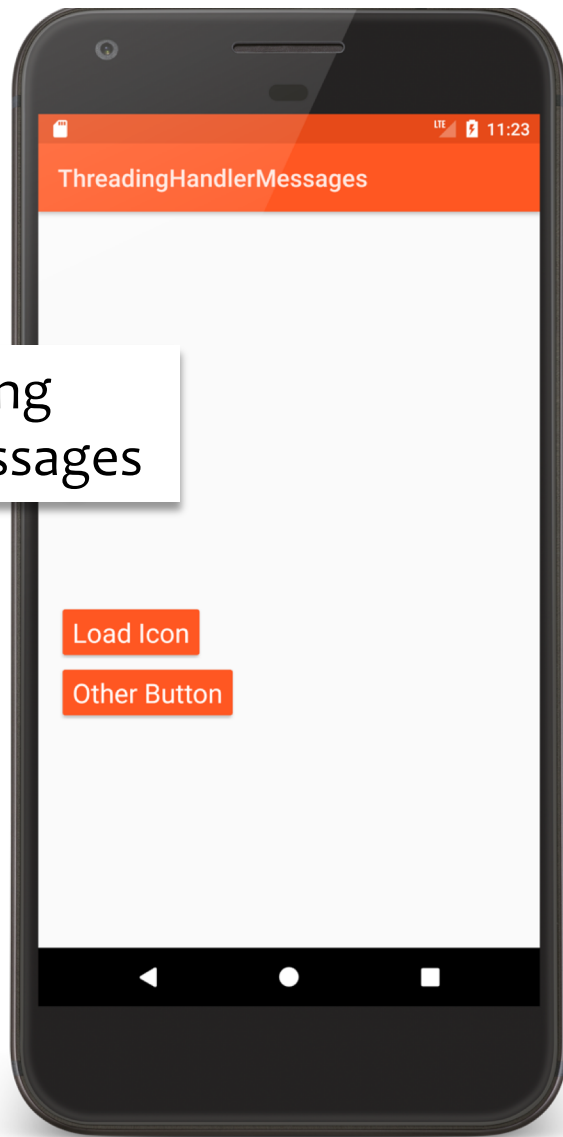 LTE 11:23
ThreadingHandlerMessages
ng
ssages
Load Icon
Other Button